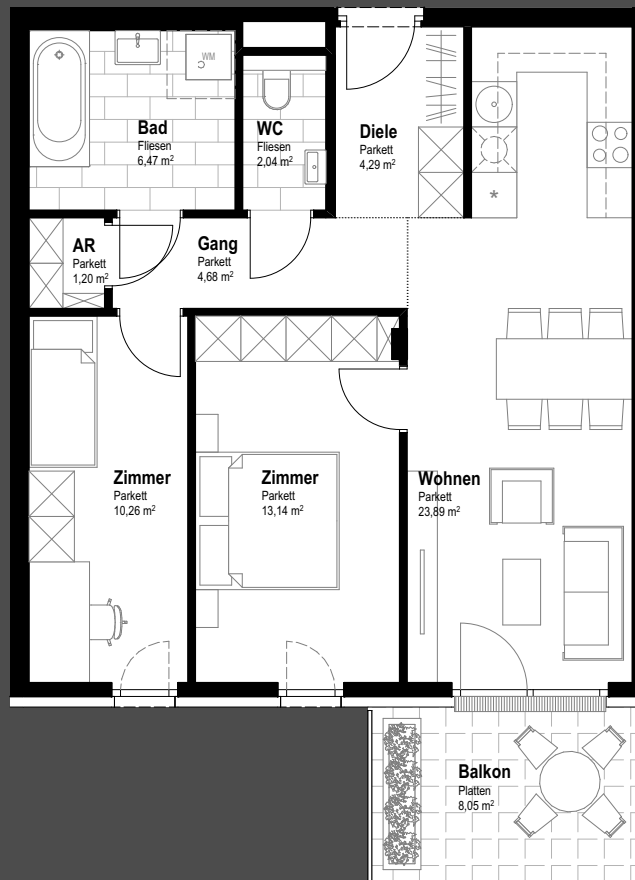 WM
Bad
Fliesen
6,47 m²
WC
Fliesen
2,04 m²
Diele
Parkett
4,29 m²
*
AR
Parkett
1,20 m²
Gang
Parkett
4,68 m²
Zimmer
Parkett
10,26 m²
Zimmer
Parkett
13,14 m²
Wohnen
Parkett
23,89 m²
Balkon
Platten
8,05 m²